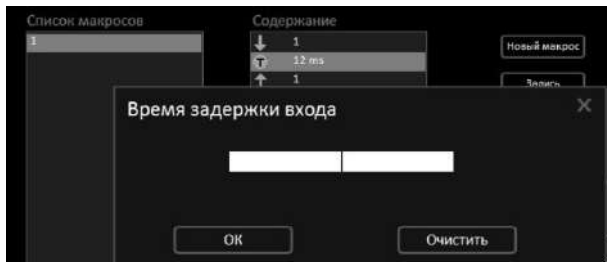 Список макросов
Содержание
1
1
12 ms
1
Новый макрос
Запись
Время задержки входа
ОК
Очистить